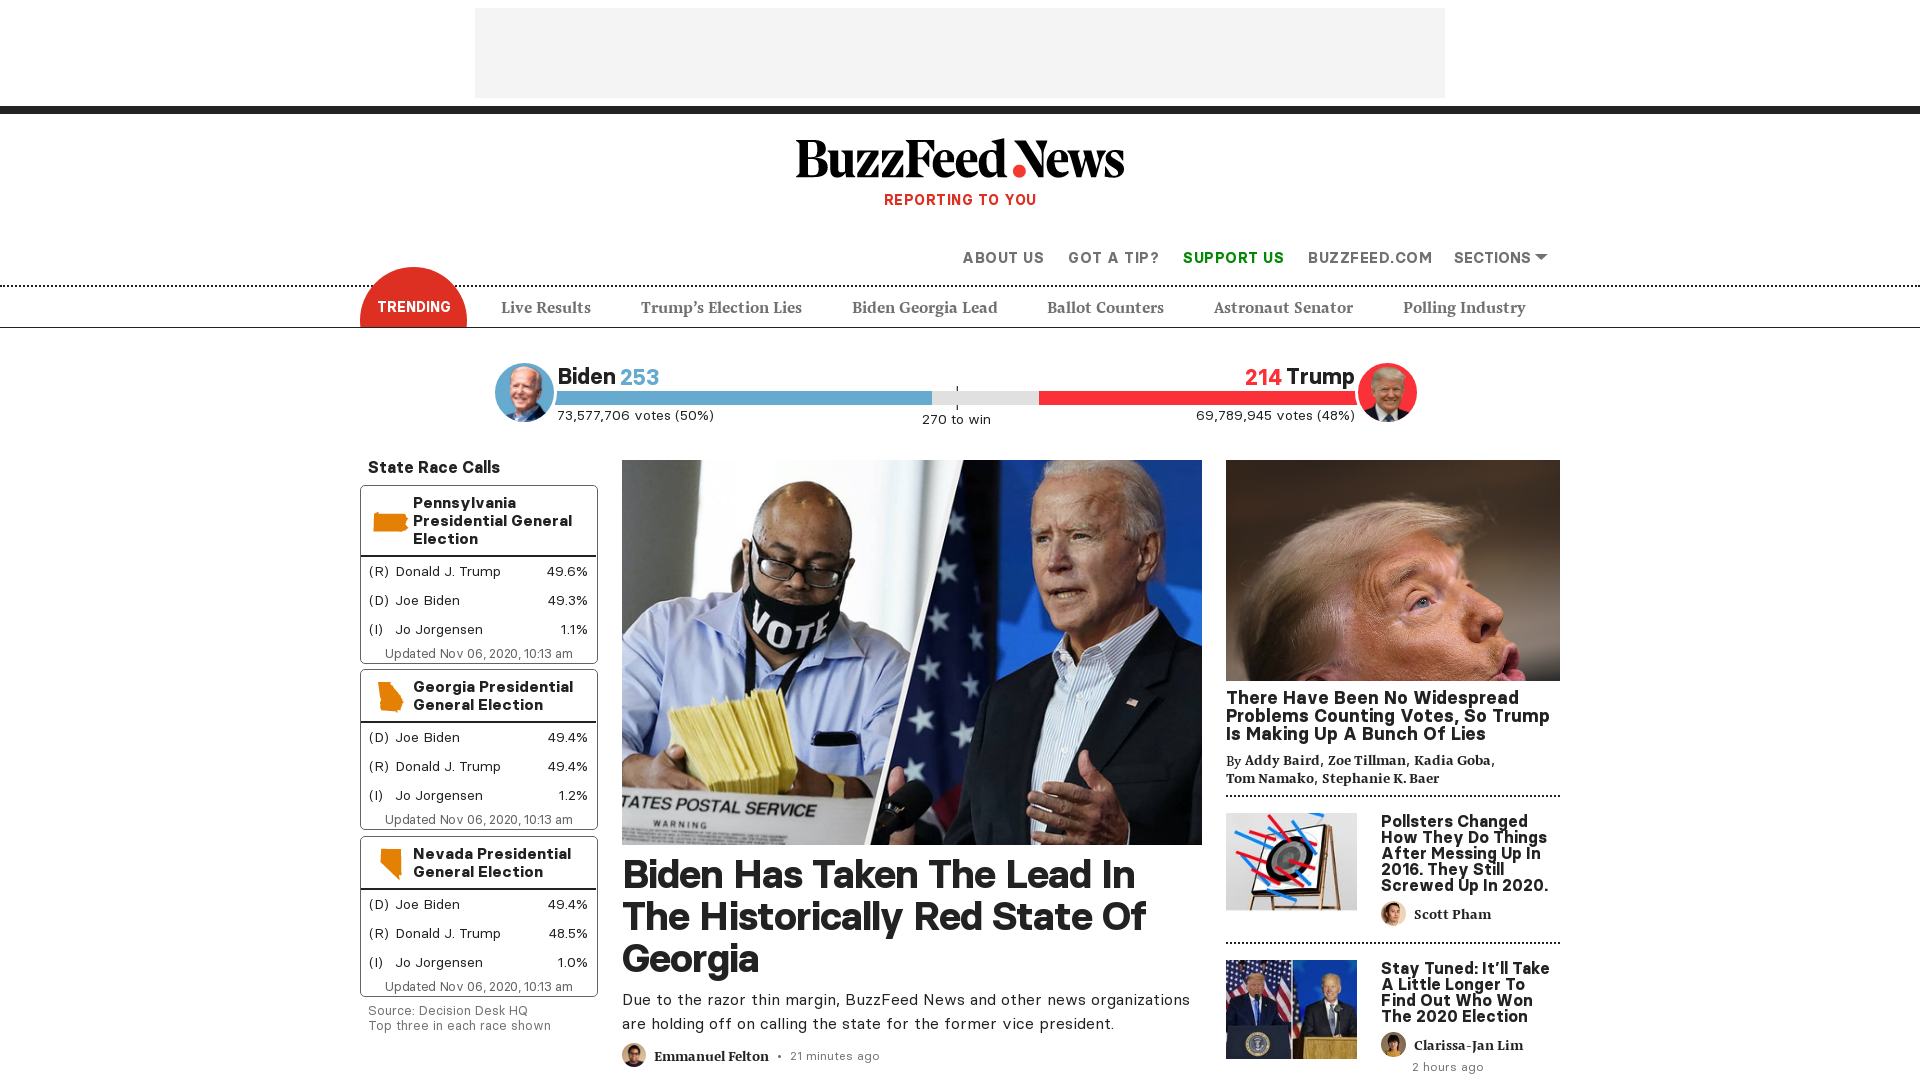 BuzzFeed News
REPORTING TO YOU
ABOUT US
GOT A TIP?
SUPPORT US
BUZZFEED.COM
SECTIONS
TRENDING
Live Results
Trump’s Election Lies
Biden Georgia Lead
Ballot Counters
Astronaut Senator
Polling Industry
Biden 253
214 Trump
73,577,706 votes (50%)
270 to win
69,789,945 votes (48%)
State Race Calls
Pennsylvania
Presidential General
Election
(R) Donald J. Trump 49.6%
(D) Joe Biden 49.3%
(I) Jo Jorgensen 1.1%
Updated Nov 06, 2020, 10:13 am
Georgia Presidential
General Election
(D) Joe Biden 49.4%
(R) Donald J. Trump 49.4%
(I) Jo Jorgensen 1.2%
Updated Nov 06, 2020, 10:13 am
Nevada Presidential
General Election
(D) Joe Biden 49.4%
(R) Donald J. Trump 48.5%
(I) Jo Jorgensen 1.0%
Updated Nov 06, 2020, 10:13 am
Source: Decision Desk HQ
Top three in each race shown
VOTE
TATES POSTAL SERVICE
WARNING
Biden Has Taken The Lead In
The Historically Red State Of
Georgia
Due to the razor thin margin, BuzzFeed News and other news organizations
are holding off on calling the state for the former vice president.
Emmanuel Felton • 21 minutes ago
There Have Been No Widespread
Problems Counting Votes, So Trump
Is Making Up A Bunch Of Lies
By Addy Baird, Zoe Tillman, Kadia Goba,
Tom Namako, Stephanie K. Baer
Pollsters Changed
How They Do Things
After Messing Up In
2016. They Still
Screwed Up In 2020.
Scott Pham
Stay Tuned: It’ll Take
A Little Longer To
Find Out Who Won
The 2020 Election
Clarissa-Jan Lim
2 hours ago